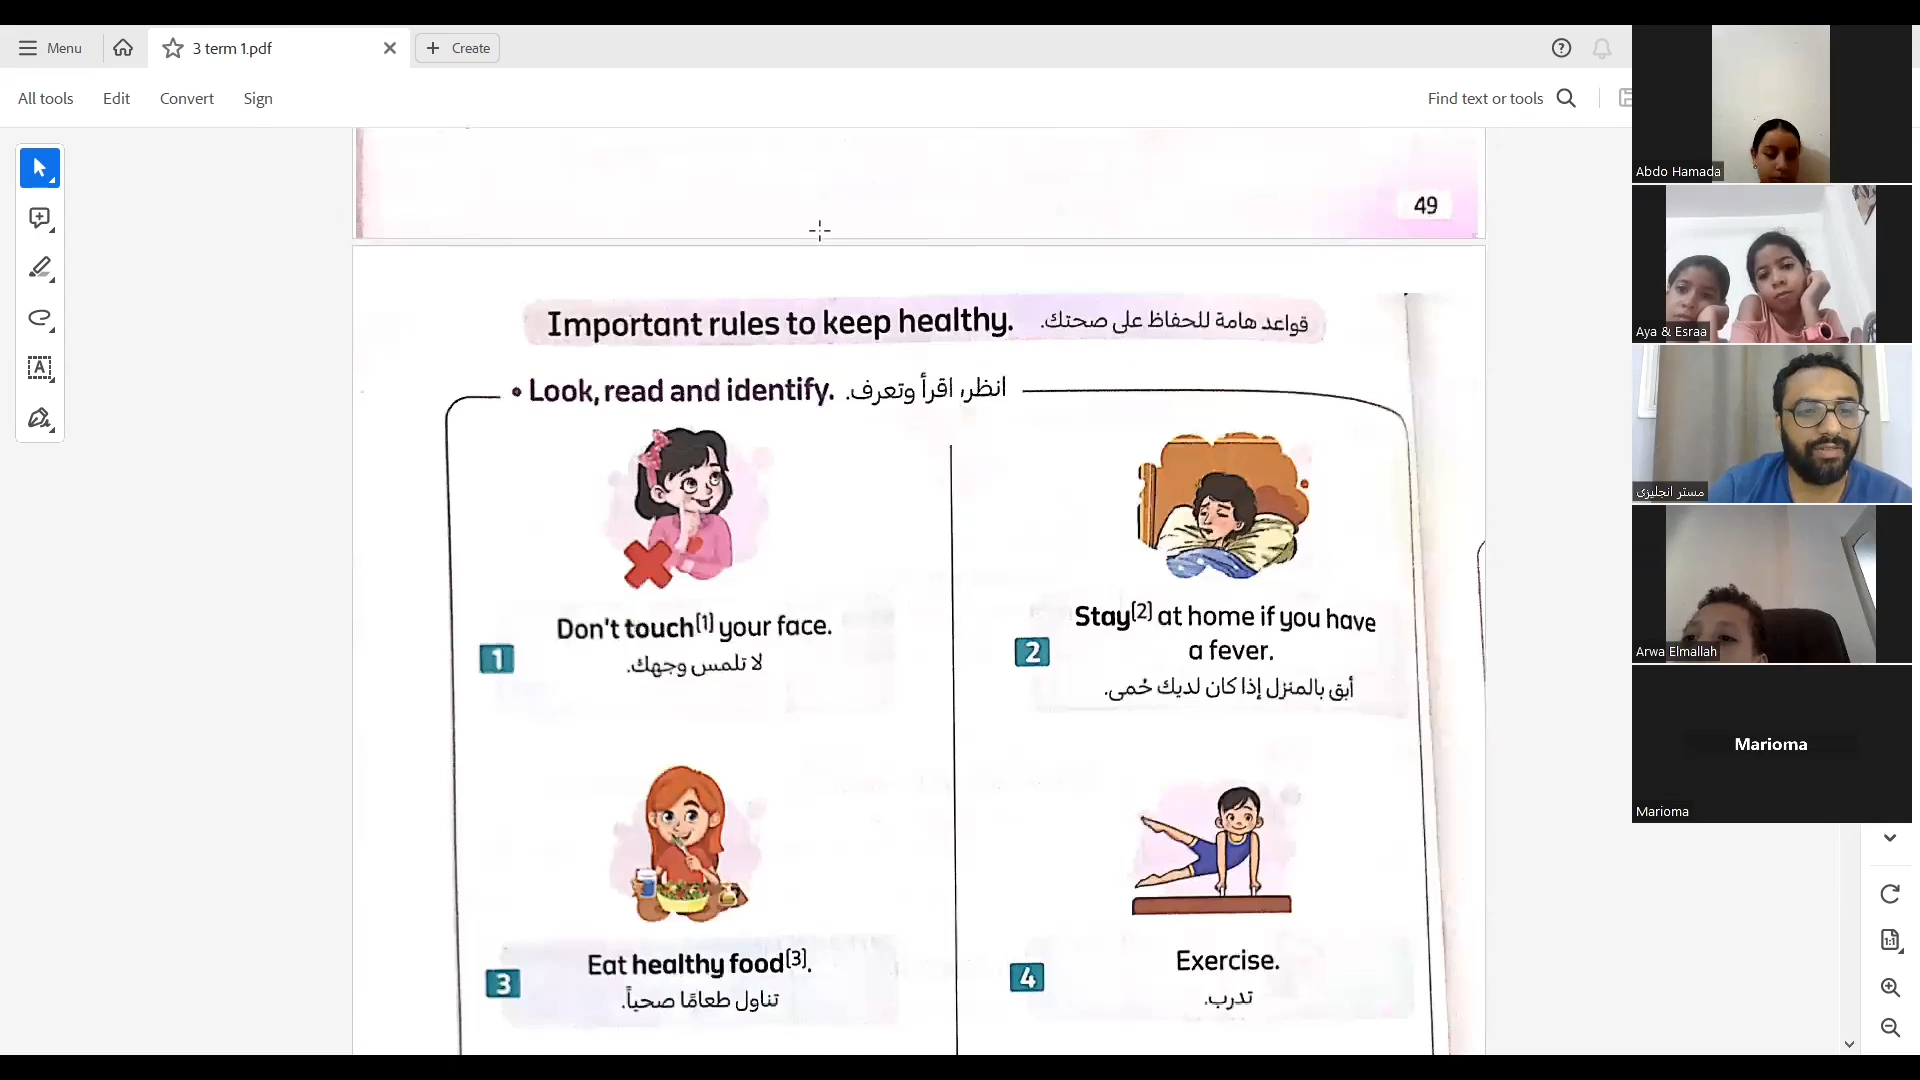 Menu
3 term 1.pdf
Create
All tools
Edit
Convert
Sign
Find text or tools
49
Important rules to keep healthy. قواعد هامة للحفاظ على صحتك.
• Look, read and identify. انظر، اقرأ وتعرف.
1
Don't touch[1] your face.
لا تلمس وجهك.
2
Stay[2] at home if you have
a fever.
أبق بالمنزل إذا كان لديك حُمى.
3
Eat healthy food[3].
تناول طعامًا صحياً.
4
Exercise.
تدرب.
Abdo Hamada
Aya & Esraa
مستر انجليزي
Arwa Elmallah
Marioma
Marioma
1:1